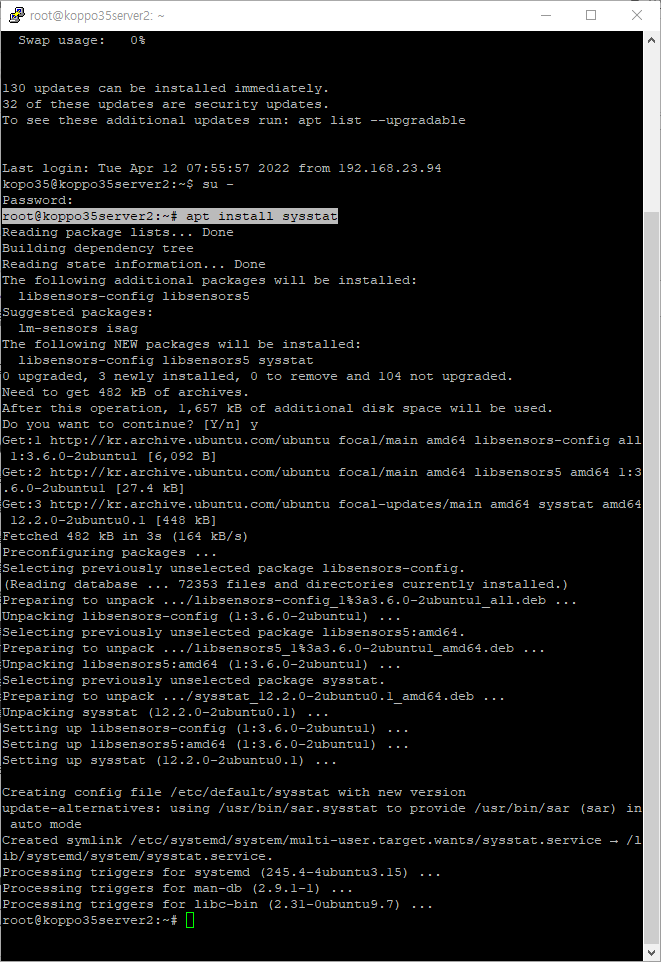 root@koppo35server2: ~
  Swap usage:   0%
130 updates can be installed immediately.
32 of these updates are security updates.
To see these additional updates run: apt list --upgradable
Last login: Tue Apr 12 07:55:57 2022 from 192.168.23.94
kopo35@koppo35server2:~$ su -
Password:
root@koppo35server2:~# apt install sysstat
Reading package lists... Done
Building dependency tree
Reading state information... Done
The following additional packages will be installed:
  libsensors-config libsensors5
Suggested packages:
  lm-sensors isag
The following NEW packages will be installed:
  libsensors-config libsensors5 sysstat
0 upgraded, 3 newly installed, 0 to remove and 104 not upgraded.
Need to get 482 kB of archives.
After this operation, 1,657 kB of additional disk space will be used.
Do you want to continue? [Y/n] y
Get:1 http://kr.archive.ubuntu.com/ubuntu focal/main amd64 libsensors-config all
 1:3.6.0-2ubuntu1 [6,092 B]
Get:2 http://kr.archive.ubuntu.com/ubuntu focal/main amd64 libsensors5 amd64 1:3
.6.0-2ubuntu1 [27.4 kB]
Get:3 http://kr.archive.ubuntu.com/ubuntu focal-updates/main amd64 sysstat amd64
 12.2.0-2ubuntu0.1 [448 kB]
Fetched 482 kB in 3s (164 kB/s)
Preconfiguring packages ...
Selecting previously unselected package libsensors-config.
(Reading database ... 72353 files and directories currently installed.)
Preparing to unpack .../libsensors-config_1%3a3.6.0-2ubuntu1_all.deb ...
Unpacking libsensors-config (1:3.6.0-2ubuntu1) ...
Selecting previously unselected package libsensors5:amd64.
Preparing to unpack .../libsensors5_1%3a3.6.0-2ubuntu1_amd64.deb ...
Unpacking libsensors5:amd64 (1:3.6.0-2ubuntu1) ...
Selecting previously unselected package sysstat.
Preparing to unpack .../sysstat_12.2.0-2ubuntu0.1_amd64.deb ...
Unpacking sysstat (12.2.0-2ubuntu0.1) ...
Setting up libsensors-config (1:3.6.0-2ubuntu1) ...
Setting up libsensors5:amd64 (1:3.6.0-2ubuntu1) ...
Setting up sysstat (12.2.0-2ubuntu0.1) ...
Creating config file /etc/default/sysstat with new version
update-alternatives: using /usr/bin/sar.sysstat to provide /usr/bin/sar (sar) in
 auto mode
Created symlink /etc/systemd/system/multi-user.target.wants/sysstat.service → /l
ib/systemd/system/sysstat.service.
Processing triggers for systemd (245.4-4ubuntu3.15) ...
Processing triggers for man-db (2.9.1-1) ...
Processing triggers for libc-bin (2.31-0ubuntu9.7) ...
root@koppo35server2:~#